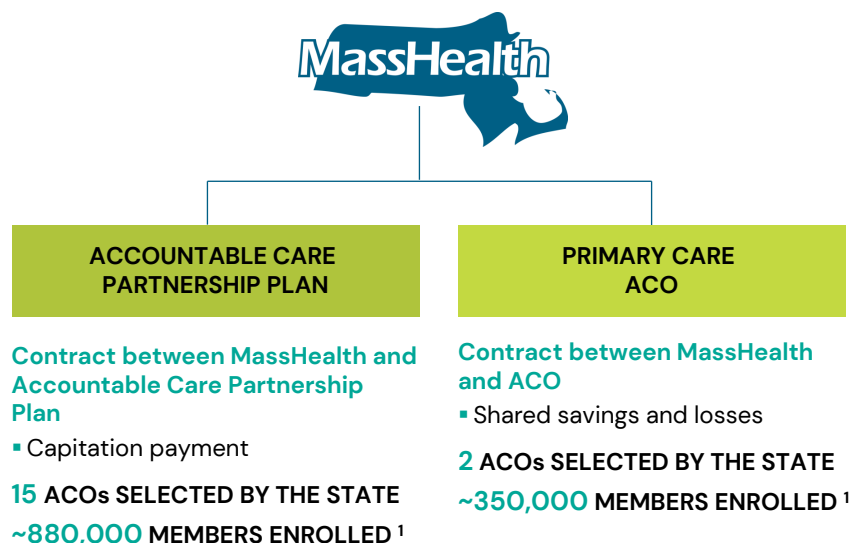 MassHealth
ACCOUNTABLE CARE
PARTNERSHIP PLAN
Contract between MassHealth and
Accountable Care Partnership
Plan
▪ Capitation payment
15 ACOs SELECTED BY THE STATE
~880,000 MEMBERS ENROLLED ¹
PRIMARY CARE
ACO
Contract between MassHealth
and ACO
▪ Shared savings and losses
2 ACOs SELECTED BY THE STATE
~350,000 MEMBERS ENROLLED ¹